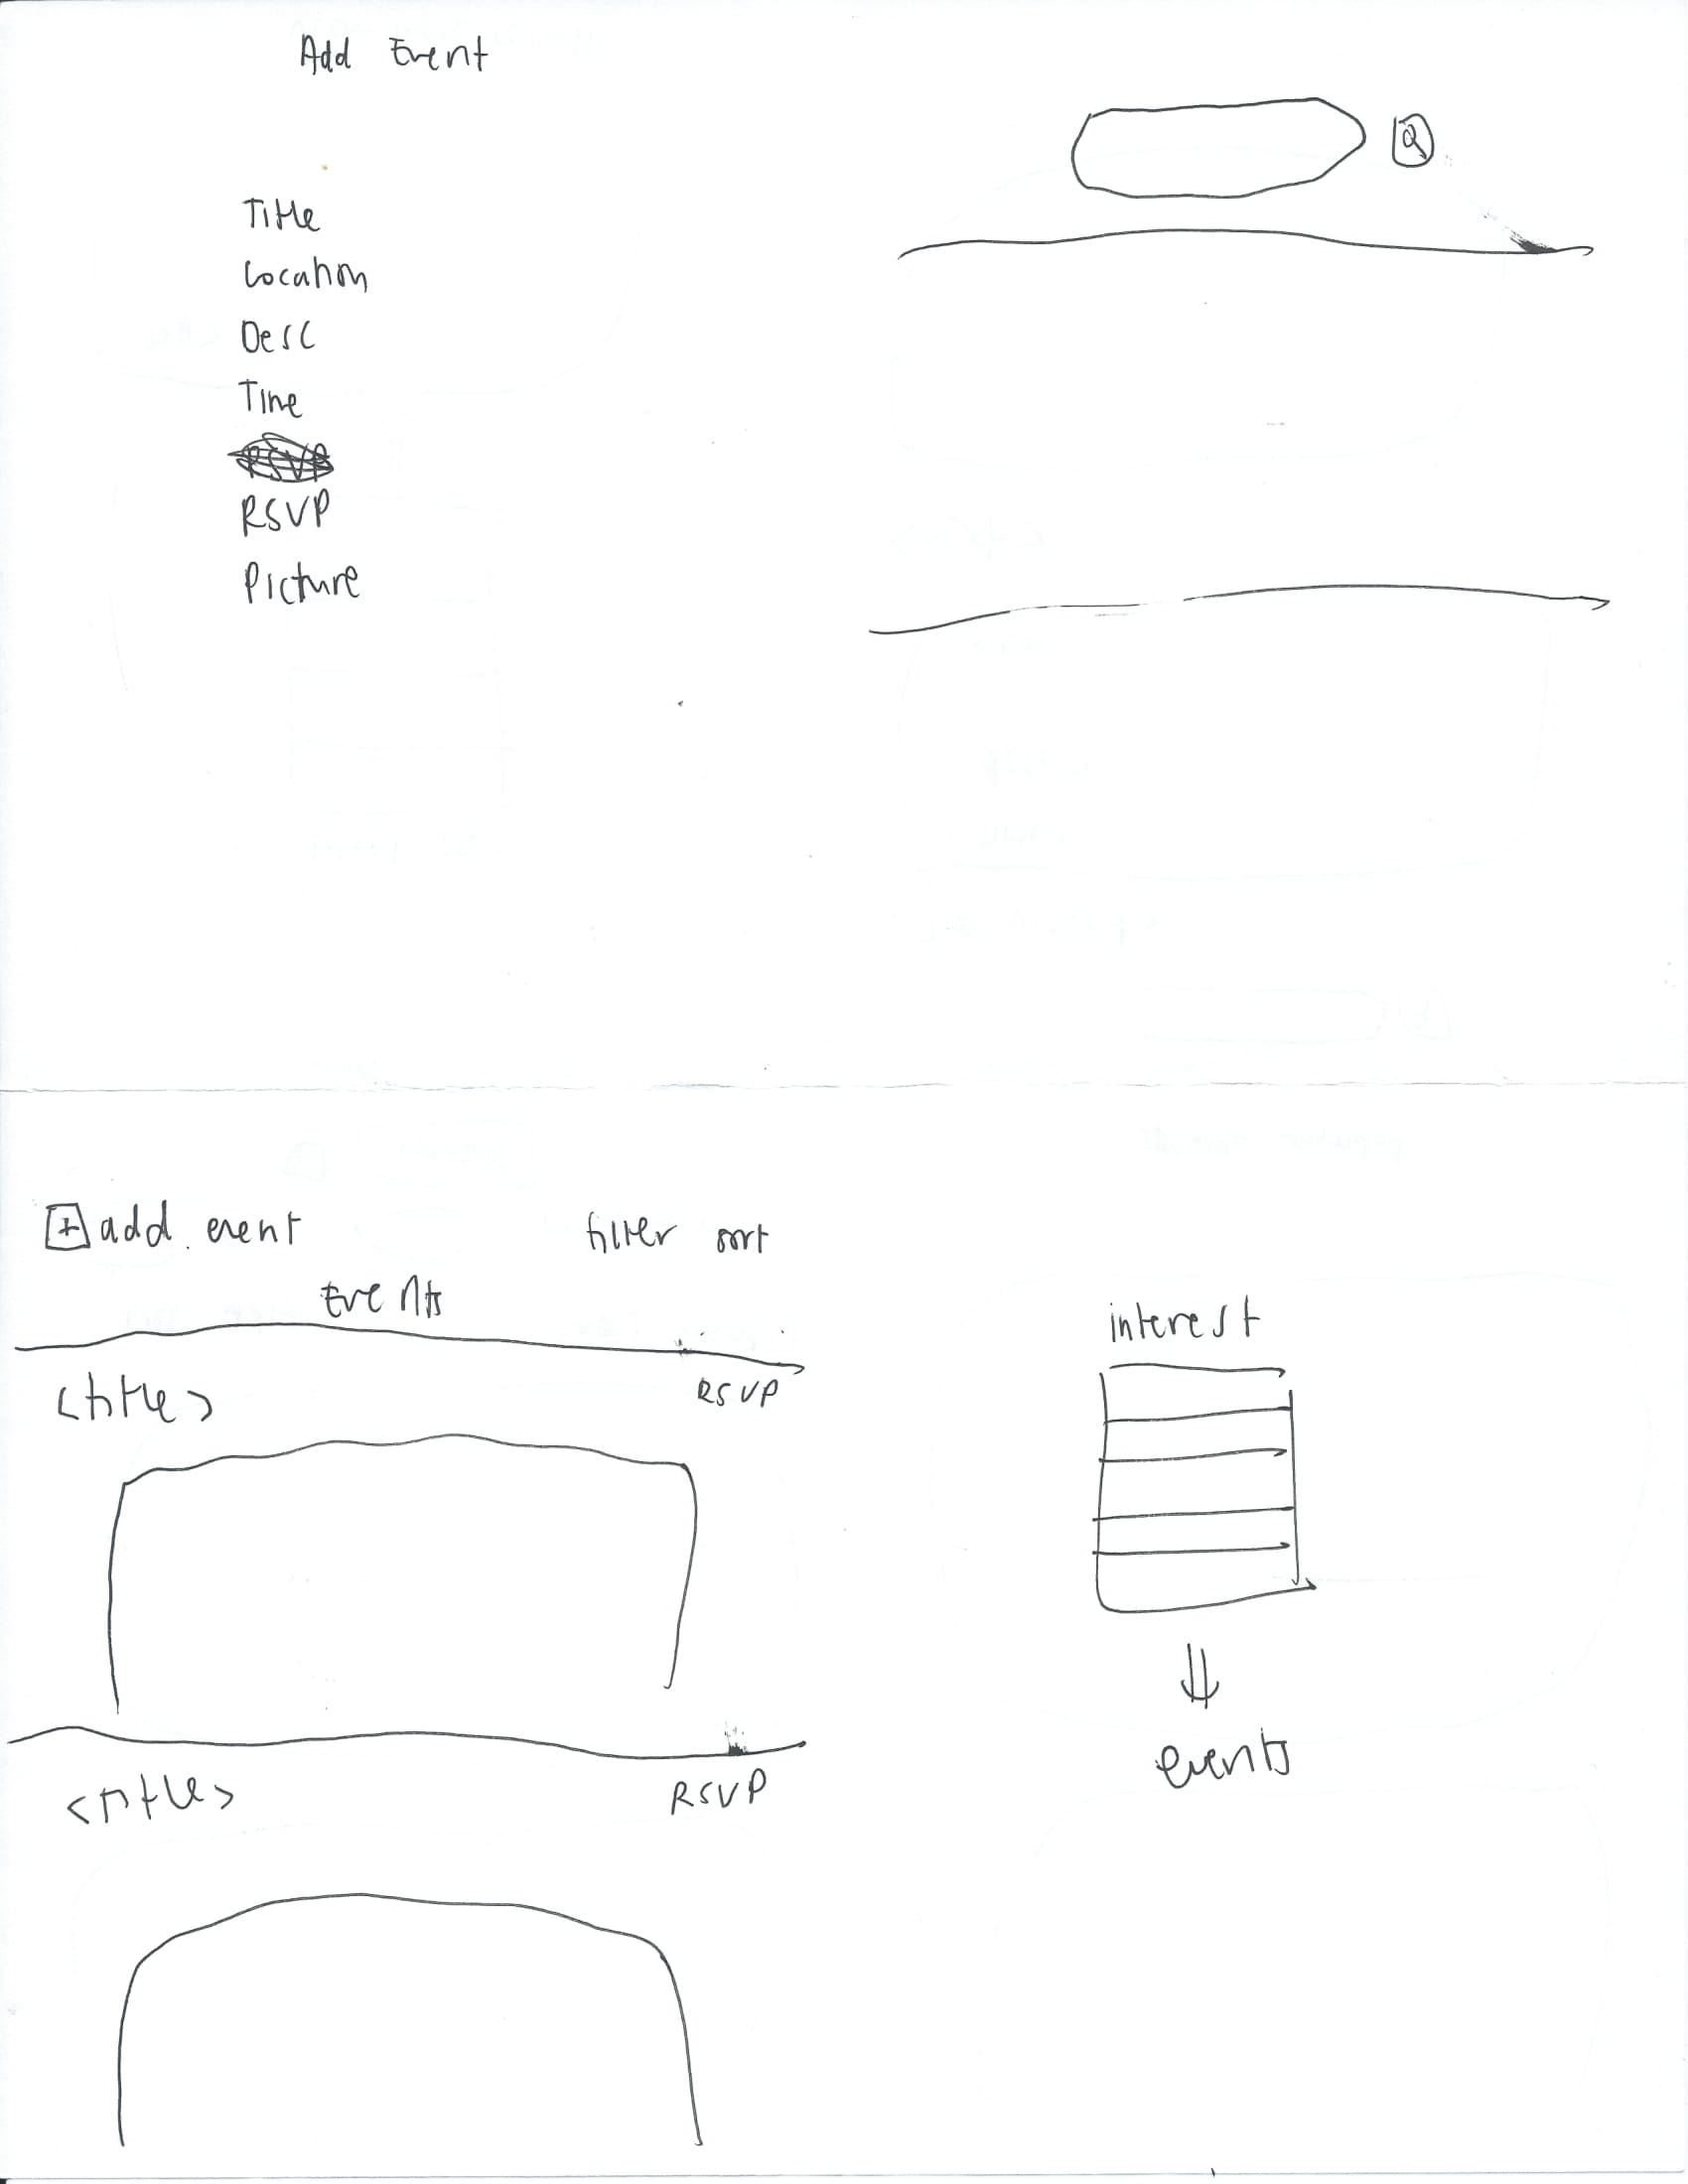 Add Event
Title
Location
Desc
Time
RSVP
Picture
add event
filter sort
Events
<title>
RSVP
<title>
RSVP
interest
events